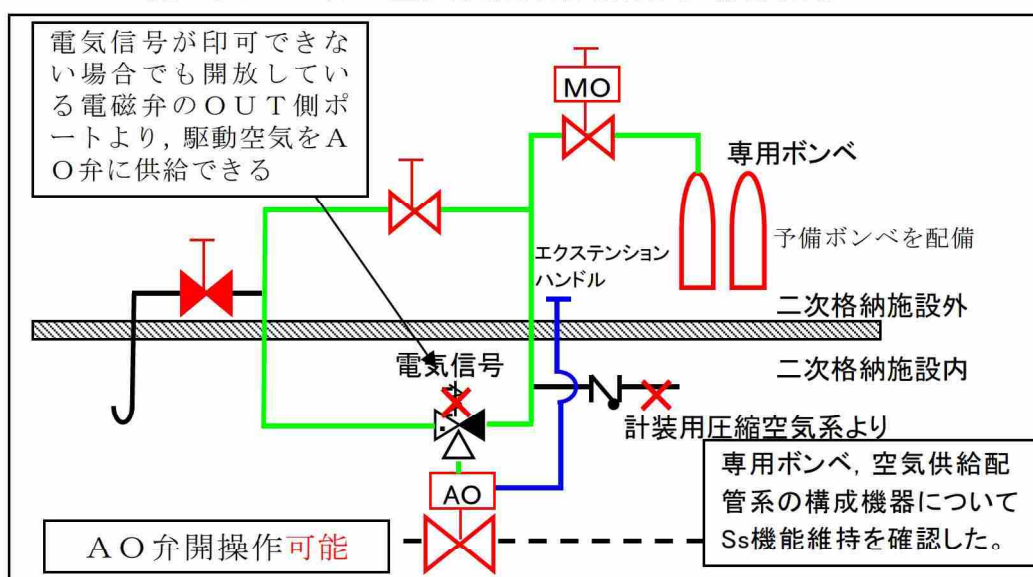 電気信号が印可できな
い場合でも開放してい
る電磁弁のOUT側ポ
ートより，駆動空気をA
O弁に供給できる
MO
専用ボンベ
予備ボンベを配備
エクステンション
ハンドル
二次格納施設外
二次格納施設内
電気信号
計装用圧縮空気系より
AO
専用ボンベ，空気供給配
管系の構成機器について
Ss機能維持を確認した。
AO弁開操作可能